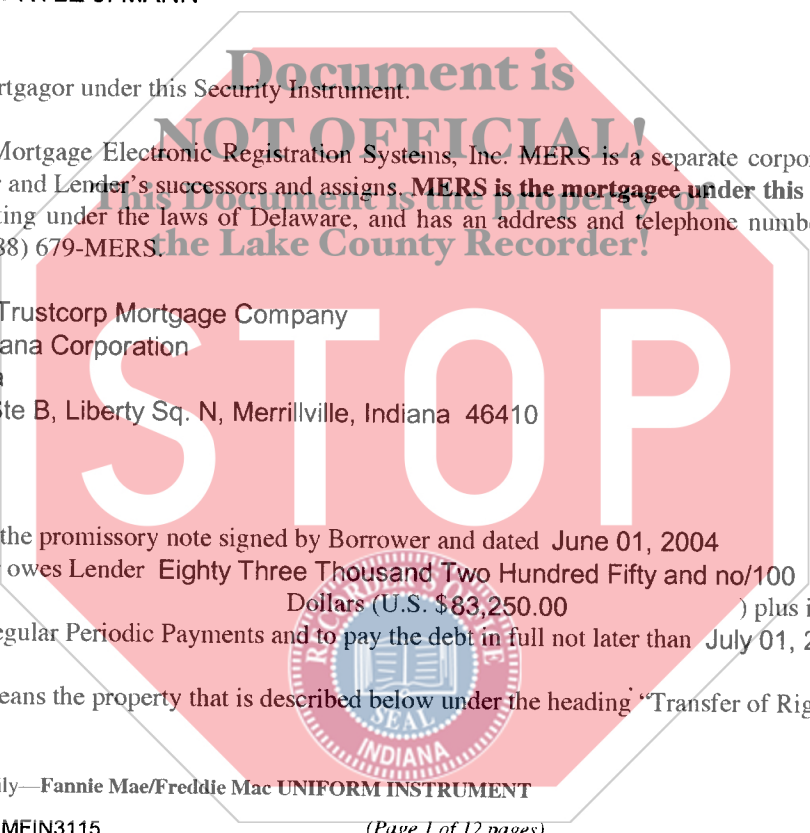 Document is
rtgagor under this Security Instrument.
NOT OFFICIAL!
Mortgage Electronic Registration Systems, Inc. MERS is a separate corpo
and Lender's successors and assigns. MERS is the mortgagee under this
This Document is the property of
ting under the laws of Delaware, and has an address and telephone numb
88) 679-MERS.
the Lake County Recorder!
Trustcorp Mortgage Company
ana Corporation
a
Ste B, Liberty Sq. N, Merrillville, Indiana 46410
STOP
the promissory note signed by Borrower and dated June 01, 2004
owes Lender Eighty Three Thousand Two Hundred Fifty and no/100
Dollars (U.S. $83,250.00 ) plus i
egular Periodic Payments and to pay the debt in full not later than July 01, 2
eans the property that is described below under the heading "Transfer of Rig
RECORDER'S OFFICE
SEAL
INDIANA
ily—Fannie Mae/Freddie Mac UNIFORM INSTRUMENT
MFIN3115 (Page 1 of 12 pages)